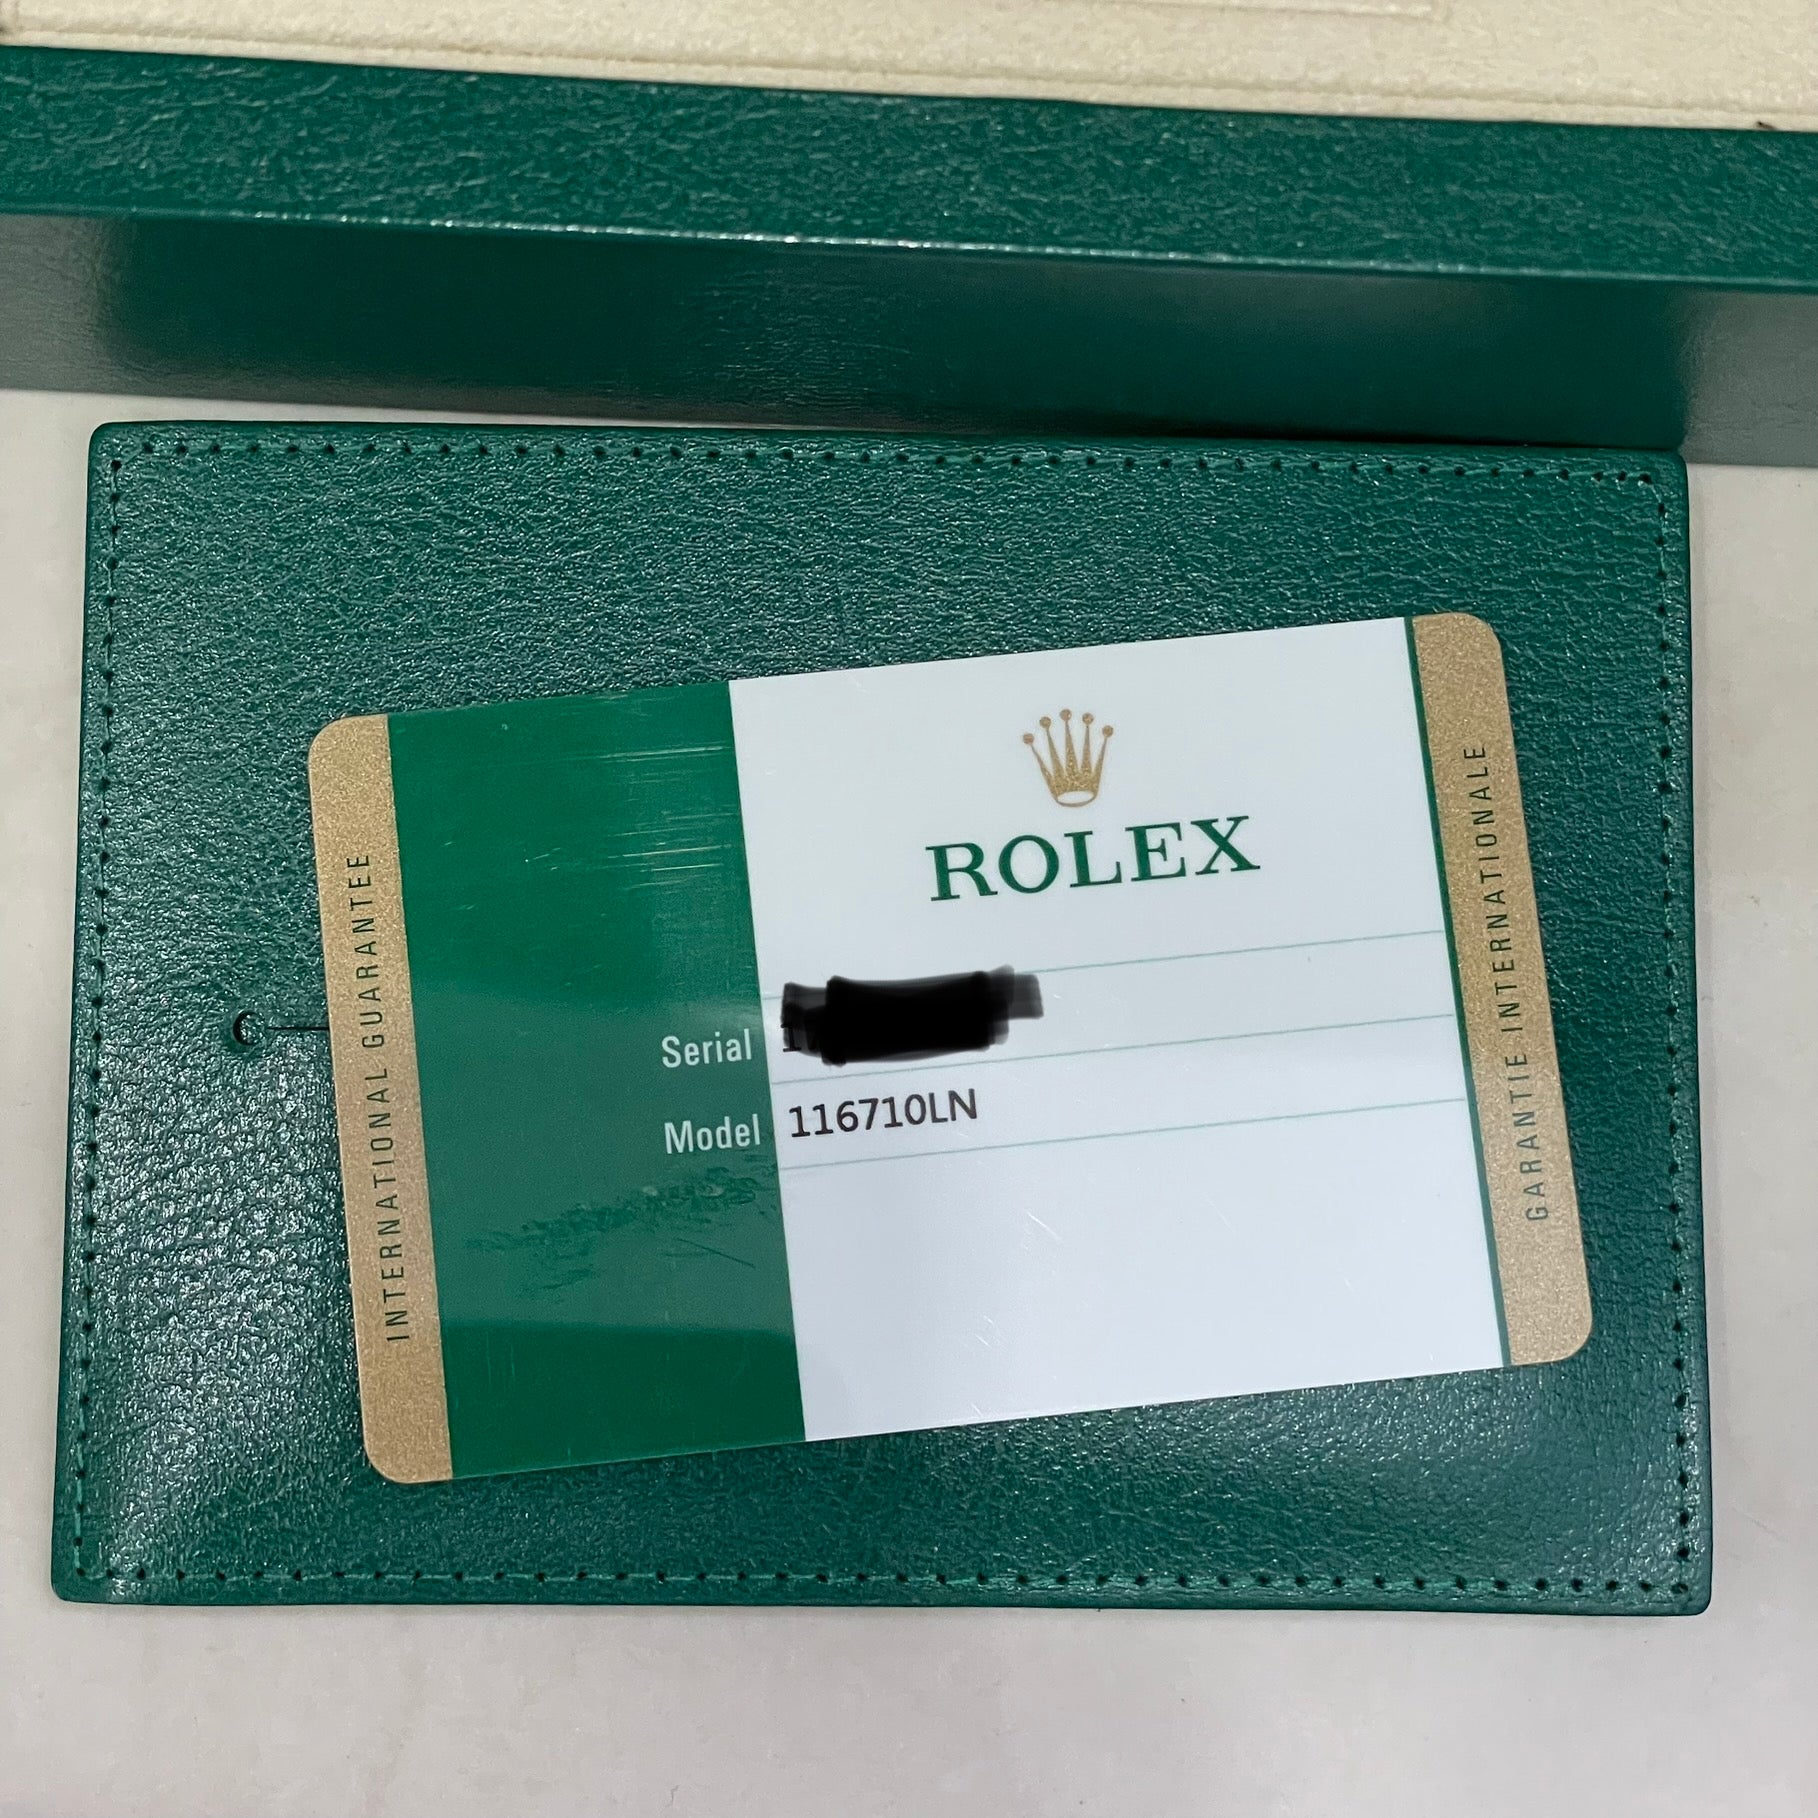 INTERNATIONAL GUARANTEE
ROLEX
Serial
Model 116710LN
GARANTIE INTERNATIONALE